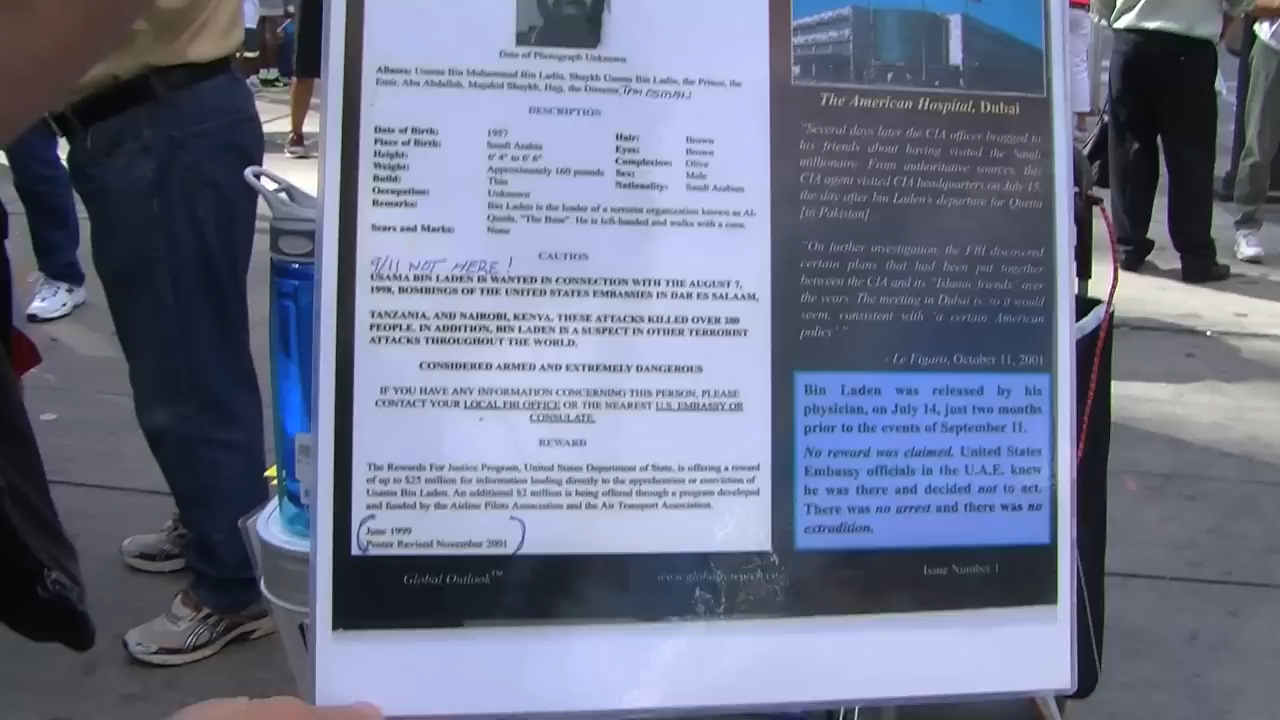 Date of Photograph Unknown
Aliases: Usama Bin Muhammad Bin Ladin, Shaykh Usama Bin Ladin, the Prince, the
Emir, Abu Abdallah, Mujahid Shaykh, Hajj, the Director, TIM OSMAN
DESCRIPTION
Date of Birth: 1957 Hair: Brown
Place of Birth: Saudi Arabia Eyes: Brown
Height: 6' 4" to 6' 6" Complexion: Olive
Weight: Approximately 160 pounds Sex: Male
Build: Thin Nationality: Saudi Arabian
Occupation: Unknown
Remarks: Bin Laden is the leader of a terrorist organization known as Al-
Qaeda, "The Base". He is left-handed and walks with a cane.
Scars and Marks: None
CAUTION
9/11 NOT HERE!
USAMA BIN LADEN IS WANTED IN CONNECTION WITH THE AUGUST 7,
1998, BOMBINGS OF THE UNITED STATES EMBASSIES IN DAR ES SALAAM,
TANZANIA, AND NAIROBI, KENYA. THESE ATTACKS KILLED OVER 200
PEOPLE. IN ADDITION, BIN LADEN IS A SUSPECT IN OTHER TERRORIST
ATTACKS THROUGHOUT THE WORLD.
CONSIDERED ARMED AND EXTREMELY DANGEROUS
IF YOU HAVE ANY INFORMATION CONCERNING THIS PERSON, PLEASE
CONTACT YOUR LOCAL FBI OFFICE OR THE NEAREST U.S. EMBASSY OR
CONSULATE.
REWARD
The Rewards For Justice Program, United States Department of State, is offering a reward
of up to $25 million for information leading directly to the apprehension or conviction of
Usama Bin Laden. An additional $2 million is being offered through a program developed
and funded by the Airline Pilots Association and the Air Transport Association.
June 1999
Poster Revised November 2001
Global Outlook™
The American Hospital, Dubai
"Several days later the CIA officer bragged to
his friends about having visited the Saudi
millionaire. From authoritative sources, this
CIA agent visited CIA headquarters on July 15,
the day after bin Laden's departure for Quetta
[in Pakistan]
"On further investigation, the FBI discovered
certain plans that had been put together
between the CIA and its "Islamic friends" over
the years. The meeting in Dubai is, so it would
seem, consistent with 'a certain American
policy'"
- Le Figaro, October 11, 2001
Bin Laden was released by his
physician, on July 14, just two months
prior to the events of September 11.
No reward was claimed. United States
Embassy officials in the U.A.E. knew
he was there and decided not to act.
There was no arrest and there was no
extradition.
Issue Number 1